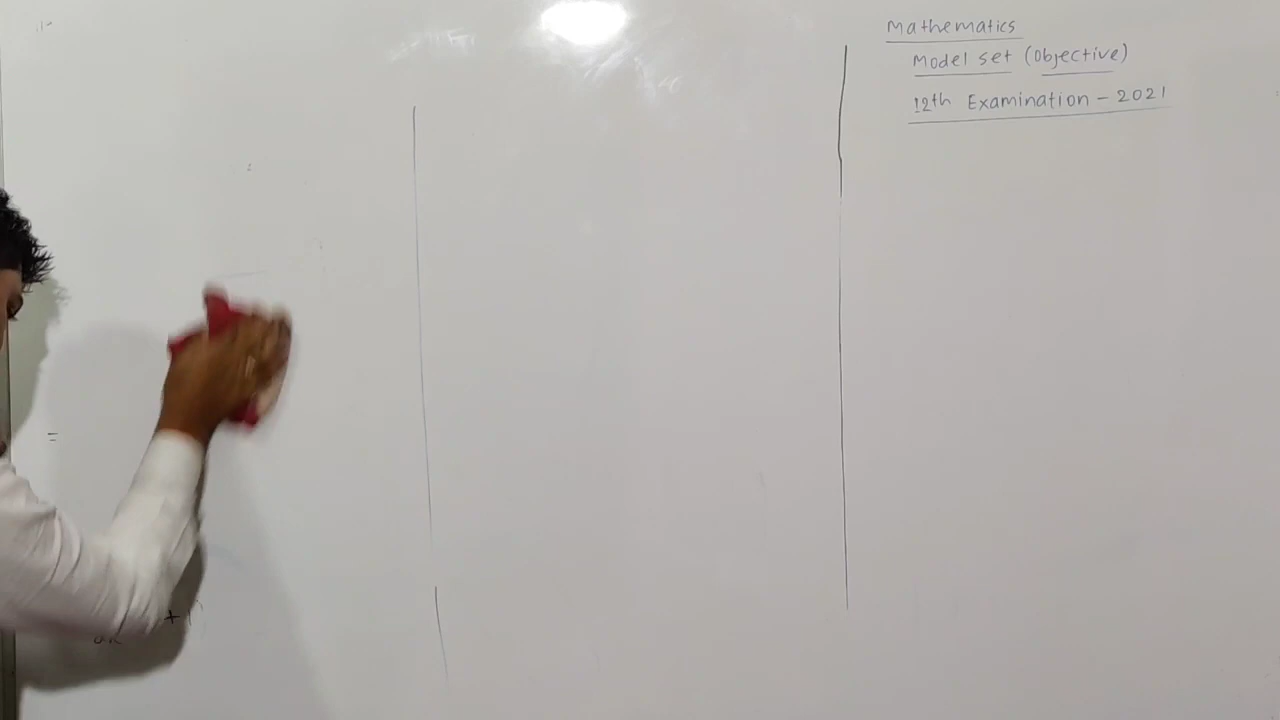 Mathematics
Model set (Objective)
12th Examination - 2021
=
+